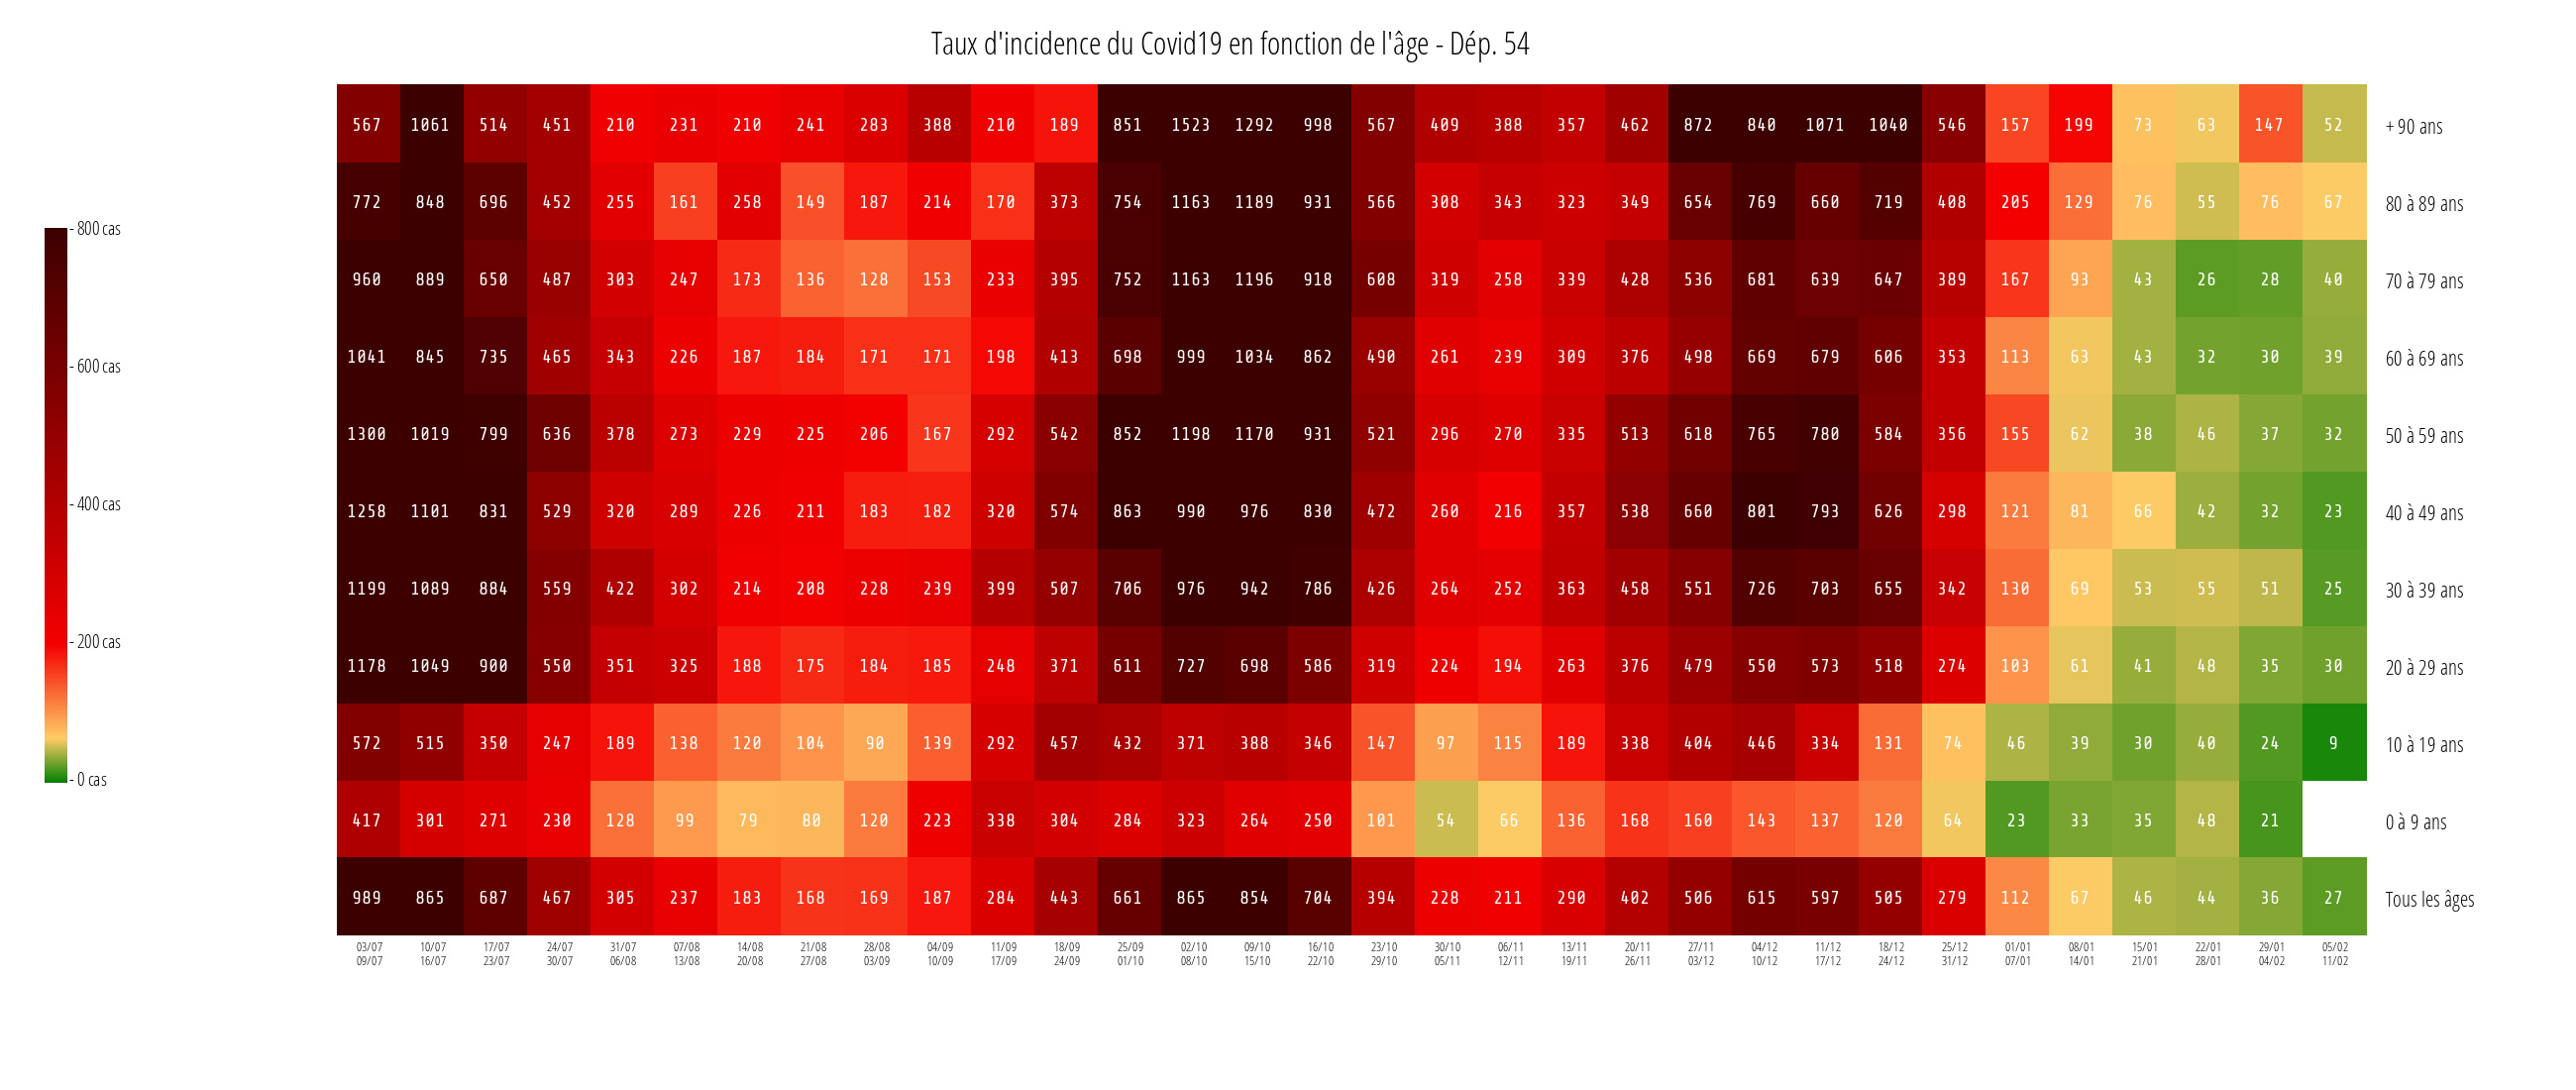 Taux d'incidence du Covid19 en fonction de l'âge - Dép. 54
567 1061 514 451 210 231 210 241 283 388 210 189 851 1523 1292 998 567 409 388 357 462 872 840 1071 1040 546 157 199 73 63 147 52 + 90 ans
772 848 696 452 255 161 258 149 187 214 170 373 754 1163 1189 931 566 308 343 323 349 654 769 660 719 408 205 129 76 55 76 67 80 à 89 ans
- 800 cas
960 889 650 487 303 247 173 136 128 153 233 395 752 1163 1196 918 608 319 258 339 428 536 681 639 647 389 167 93 43 26 28 40 70 à 79 ans
1041 845 735 465 343 226 187 184 171 171 198 413 698 999 1034 862 490 261 239 309 376 498 669 679 606 353 113 63 43 32 30 39 60 à 69 ans
- 600 cas
1300 1019 799 636 378 273 229 225 206 167 292 542 852 1198 1170 931 521 296 270 335 513 618 765 780 584 356 155 62 38 46 37 32 50 à 59 ans
- 400 cas
1258 1101 831 529 320 289 226 211 183 182 320 574 863 990 976 830 472 260 216 357 538 660 801 793 626 298 121 81 66 42 32 23 40 à 49 ans
1199 1089 884 559 422 302 214 208 228 239 399 507 706 976 942 786 426 264 252 363 458 551 726 703 655 342 130 69 53 55 51 25 30 à 39 ans
- 200 cas
1178 1049 900 550 351 325 188 175 184 185 248 371 611 727 698 586 319 224 194 263 376 479 550 573 518 274 103 61 41 48 35 30 20 à 29 ans
572 515 350 247 189 138 120 104 90 139 292 457 432 371 388 346 147 97 115 189 338 404 446 334 131 74 46 39 30 40 24 9 10 à 19 ans
- 0 cas
417 301 271 230 128 99 79 80 120 223 338 304 284 323 264 250 101 54 66 136 168 160 143 137 120 64 23 33 35 48 21 0 à 9 ans
989 865 687 467 305 237 183 168 169 187 284 443 661 865 854 704 394 228 211 290 402 506 615 597 505 279 112 67 46 44 36 27 Tous les âges
03/07 10/07 17/07 24/07 31/07 07/08 14/08 21/08 28/08 04/09 11/09 18/09 25/09 02/10 09/10 16/10 23/10 30/10 06/11 13/11 20/11 27/11 04/12 11/12 18/12 25/12 01/01 08/01 15/01 22/01 29/01 05/02
09/07 16/07 23/07 30/07 06/08 13/08 20/08 27/08 03/09 10/09 17/09 24/09 01/10 08/10 15/10 22/10 29/10 05/11 12/11 19/11 26/11 03/12 10/12 17/12 24/12 31/12 07/01 14/01 21/01 28/01 04/02 11/02